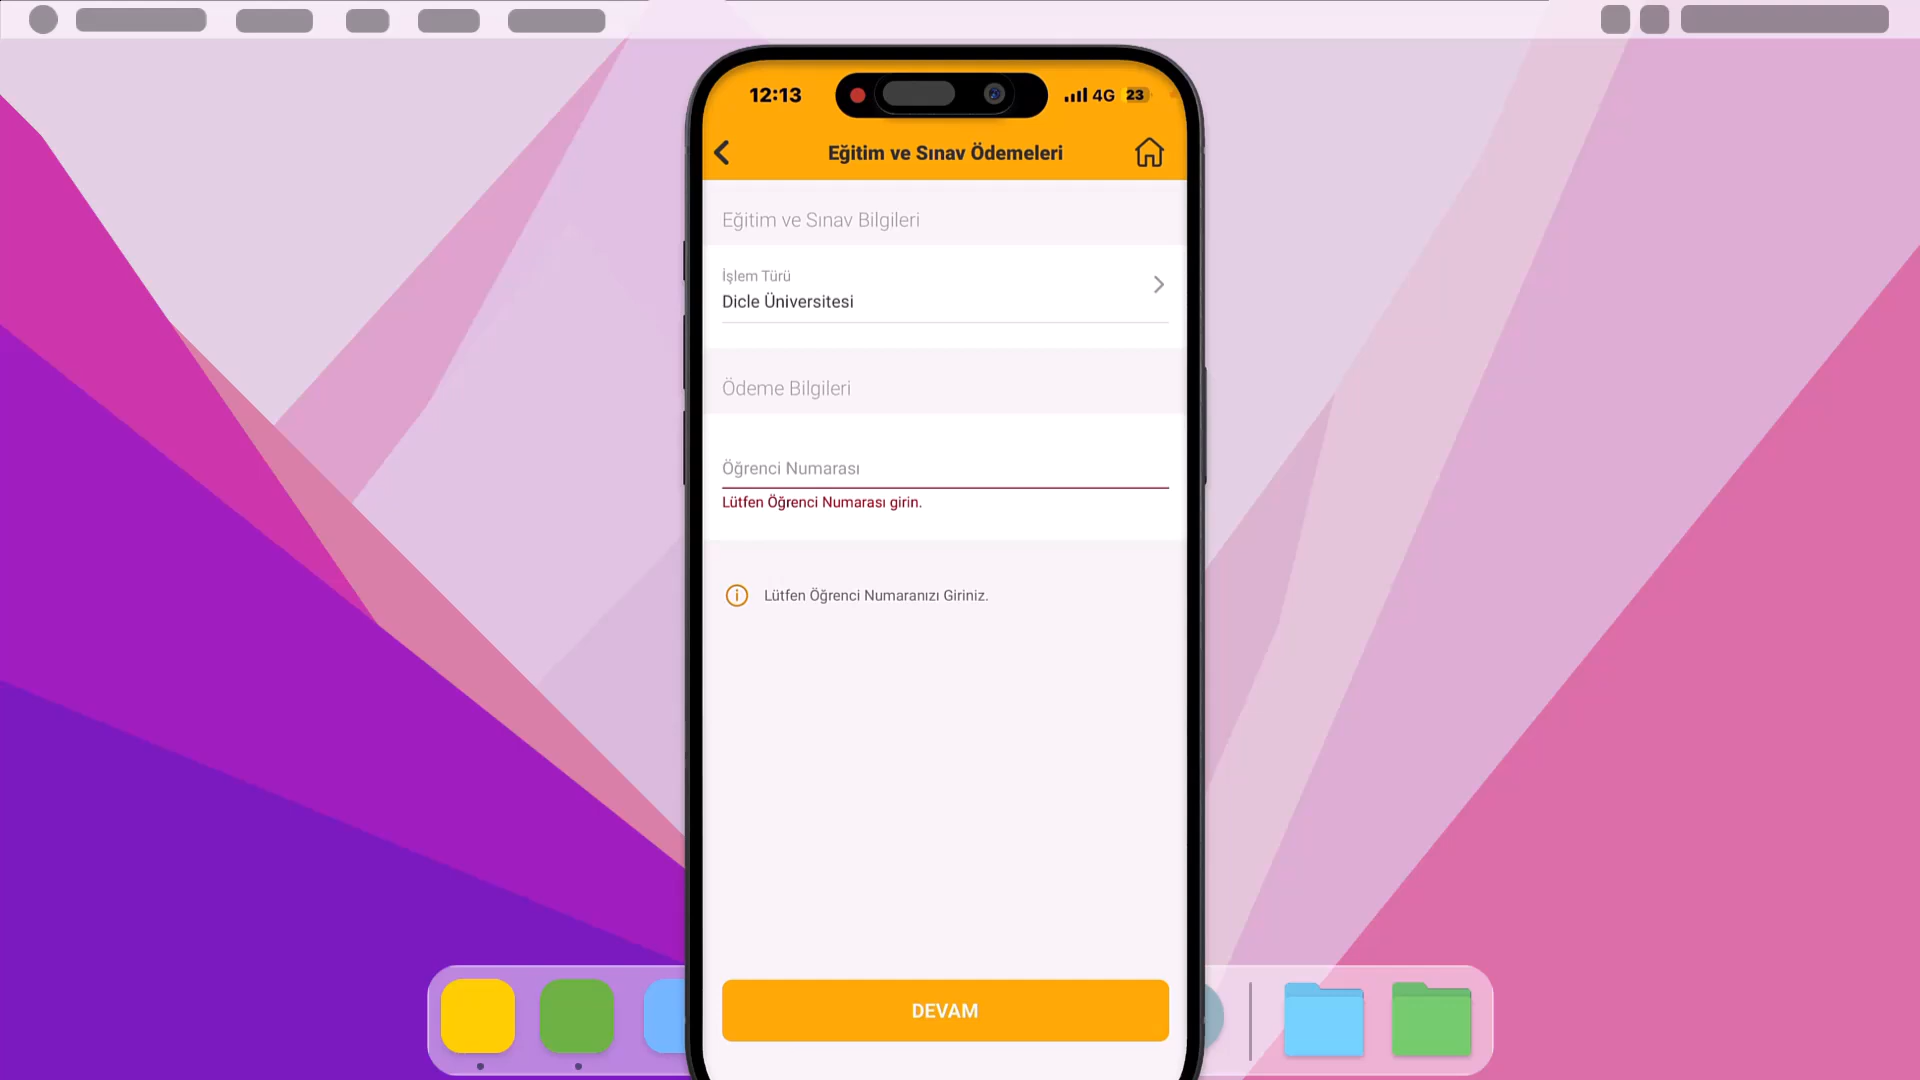 12:13
4G 23
Eğitim ve Sınav Ödemeleri
Eğitim ve Sınav Bilgileri
İşlem Türü
Dicle Üniversitesi
Ödeme Bilgileri
Öğrenci Numarası
Lütfen Öğrenci Numarası girin.
Lütfen Öğrenci Numaranızı Giriniz.
DEVAM